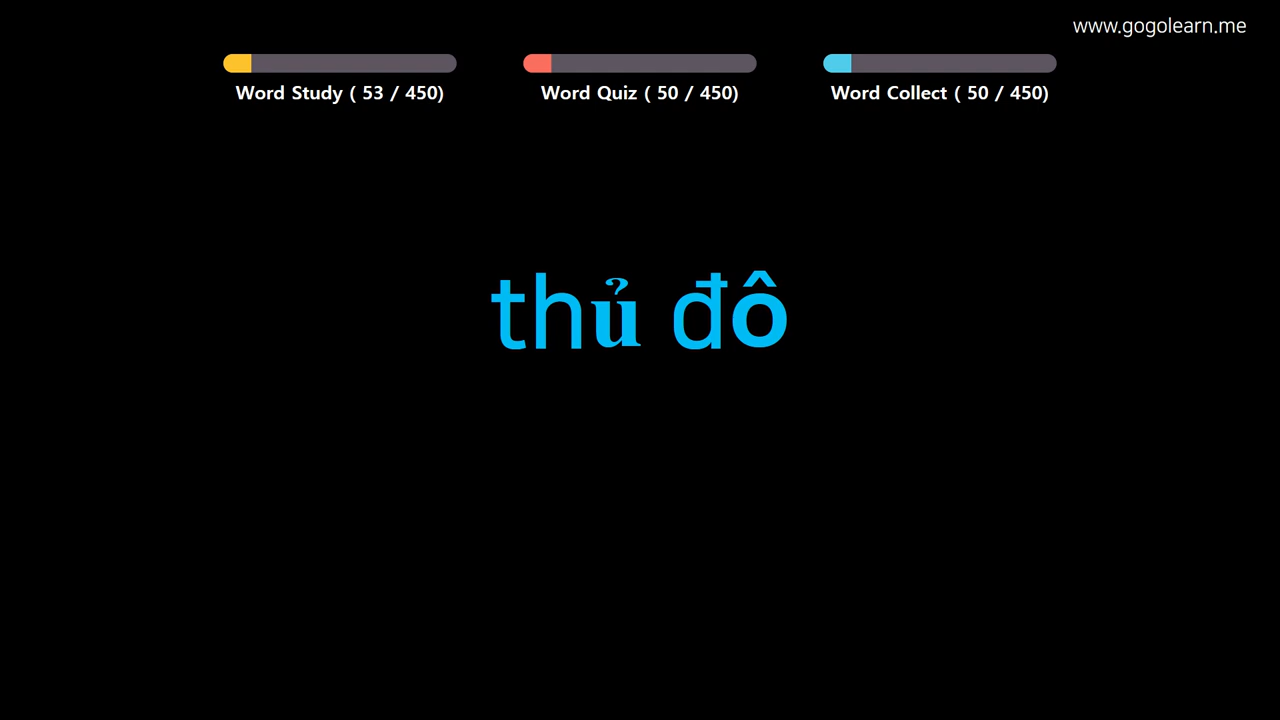 www.gogolearn.me
Word Study ( 53 / 450)
Word Quiz ( 50 / 450)
Word Collect ( 50 / 450)
thủ đô